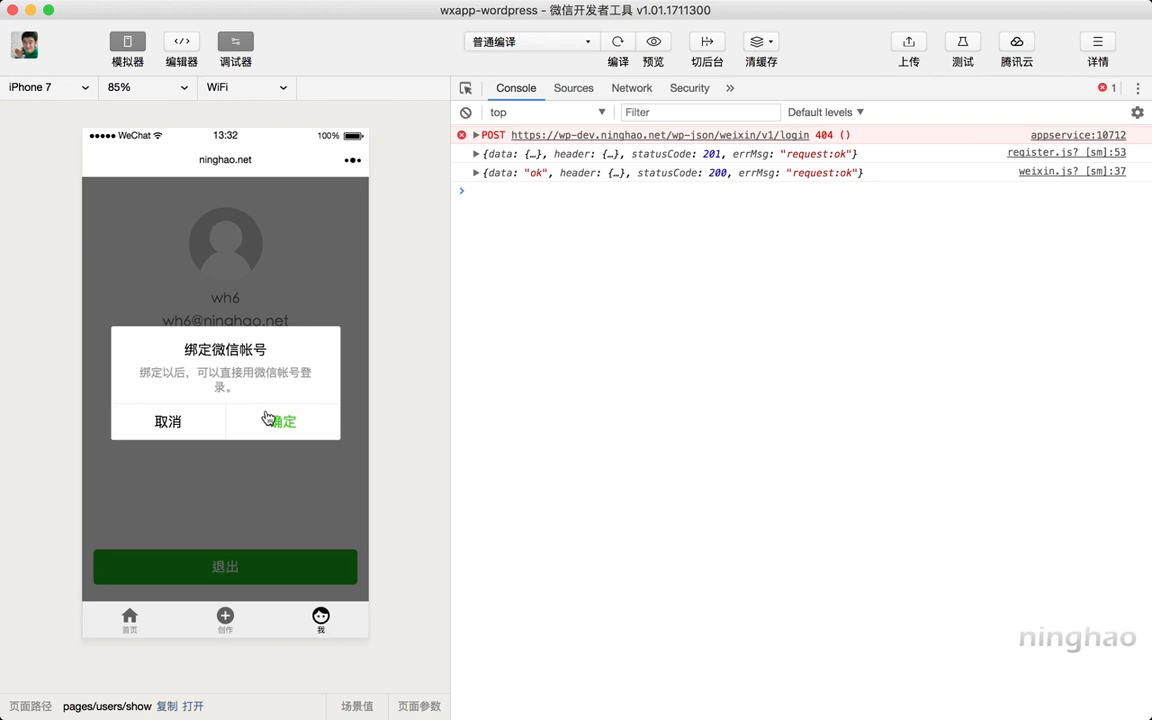 wxapp-wordpress - 微信开发者工具 v1.01.1711300
模拟器 编辑器 调试器
普通编译
编译 预览 切后台 清缓存
上传 测试 腾讯云 详情
iPhone 7 85% WiFi
Console Sources Network Security » 1
top Filter Default levels
POST https://wp-dev.ninghao.net/wp-json/weixin/v1/login 404 () appservice:10712
{data: {…}, header: {…}, statusCode: 201, errMsg: "request:ok"} register.js? [sm]:53
{data: "ok", header: {…}, statusCode: 200, errMsg: "request:ok"} weixin.js? [sm]:37
WeChat 13:32 100%
ninghao.net
wh6
wh6@ninghao.net
绑定微信帐号
绑定以后，可以直接用微信帐号登
录。
取消 确定
退出
首页 创作 我
ninghao
页面路径 pages/users/show 复制 打开 场景值 页面参数